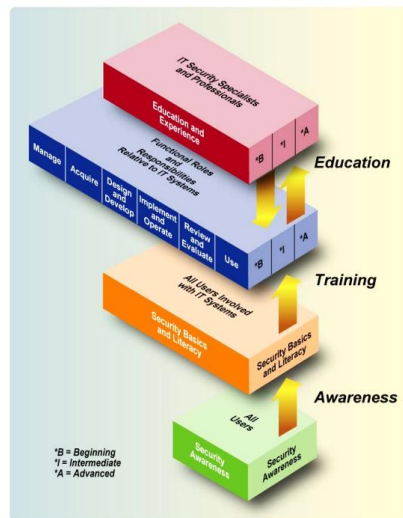 IT Security Specialists
and Professionals
Education and
Experience
*B
*I
*A
Education
Functional Roles
and
Responsibilities
Relative to IT Systems
Manage
Acquire
Design
and
Develop
Implement
and
Operate
Review
and
Evaluate
Use
*B
*I
*A
Training
All Users Involved
with IT Systems
Security Basics
and Literacy
Security Basics
and Literacy
Awareness
All
Users
Security
Awareness
Security
Awareness
*B = Beginning
*I = Intermediate
*A = Advanced